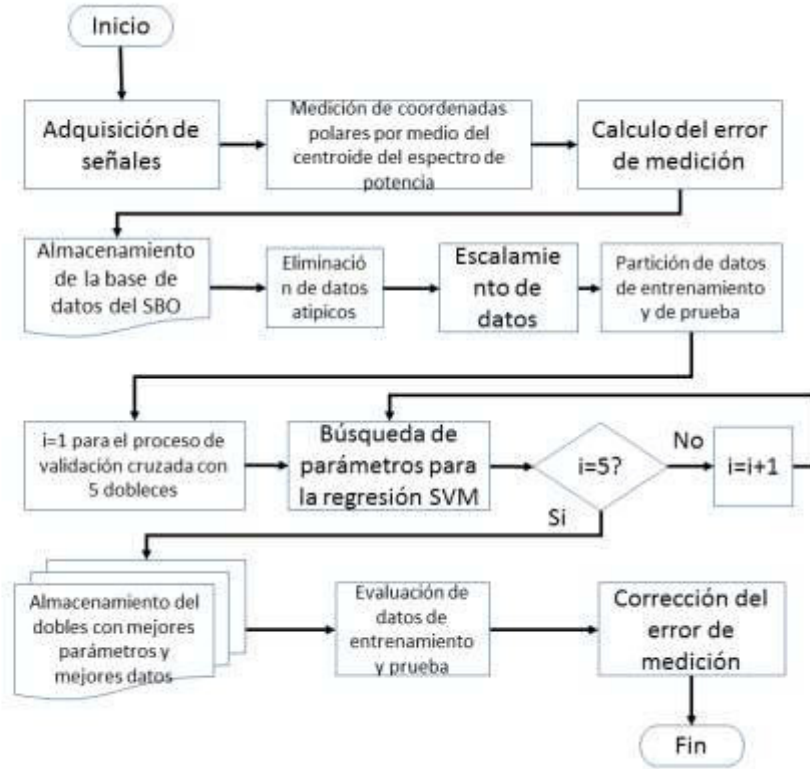 Inicio
Adquisición de
señales
Medición de coordenadas
polares por medio del
centroide del espectro de
potencia
Calculo del error
de medición
Almacenamiento
de la base de
datos del SBO
Eliminació
n de datos
atipicos
Escalamie
nto de
datos
Partición de datos
de entrenamiento
y de prueba
i=1 para el proceso de
validación cruzada con
5 dobleces
Búsqueda de
parámetros para
la regresión SVM
i=5?
No
i=i+1
Si
Almacenamiento del
dobles con mejores
parámetros y
mejores datos
Evaluación de
datos de
entrenamiento
y prueba
Corrección del
error de
medición
Fin